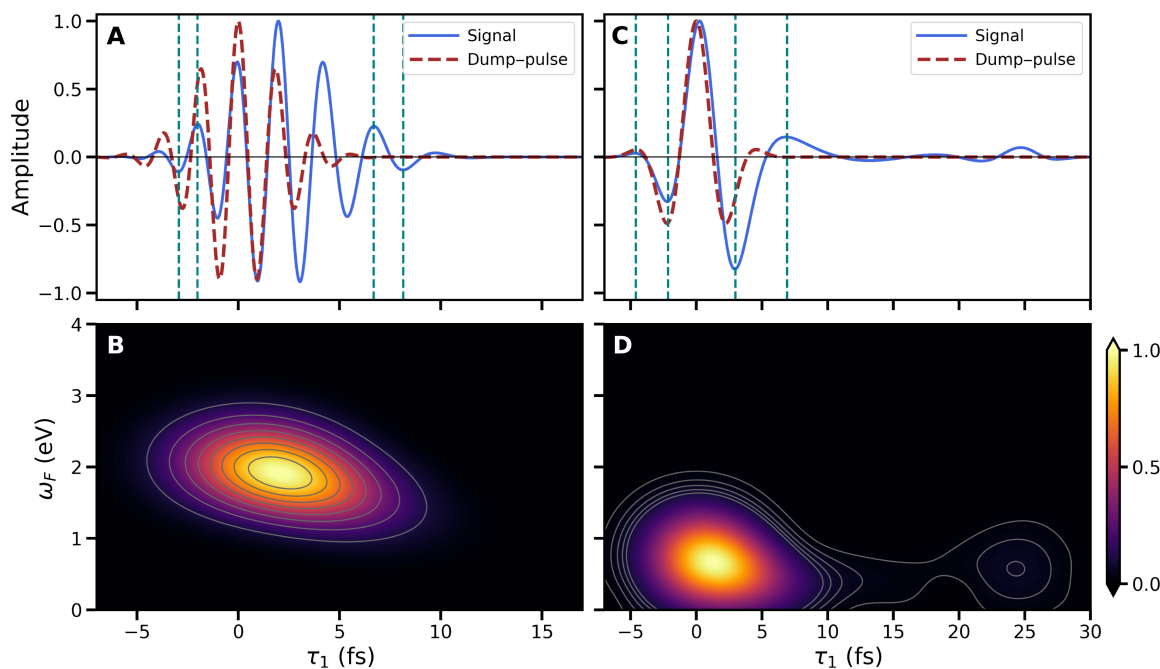 A
Signal
Dump−pulse
C
Signal
Dump−pulse
1.0
0.5
0.0
−0.5
−1.0
Amplitude
B
D
4
3
2
1
0
ω_F (eV)
−5 0 5 10 15
τ₁ (fs)
−5 0 5 10 15 20 25 30
τ₁ (fs)
1.0
0.5
0.0